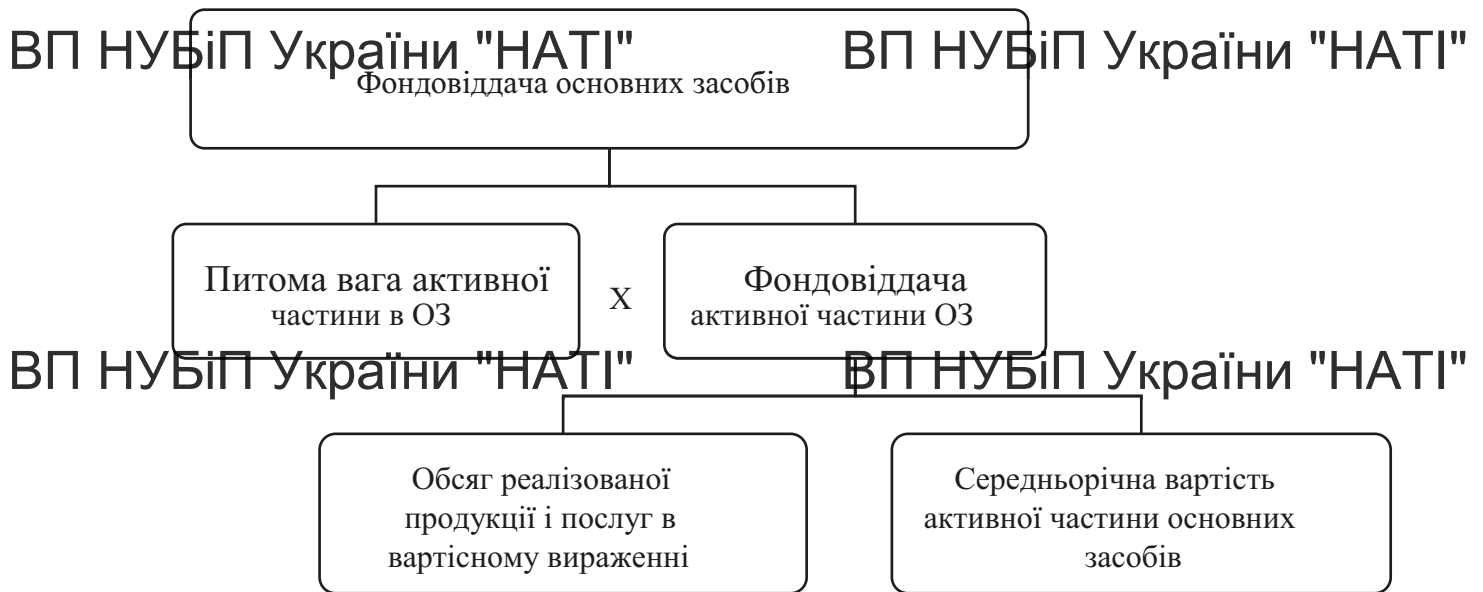 ВП НУБіП України "НАТІ" ВП НУБіП України "НАТІ"
Фондовіддача основних засобів
Питома вага активної
частини в ОЗ
Х
Фондовіддача
активної частини ОЗ
ВП НУБіП України "НАТІ" ВП НУБіП України "НАТІ"
Обсяг реалізованої
продукції і послуг в
вартісному вираженні
Середньорічна вартість
активної частини основних
засобів